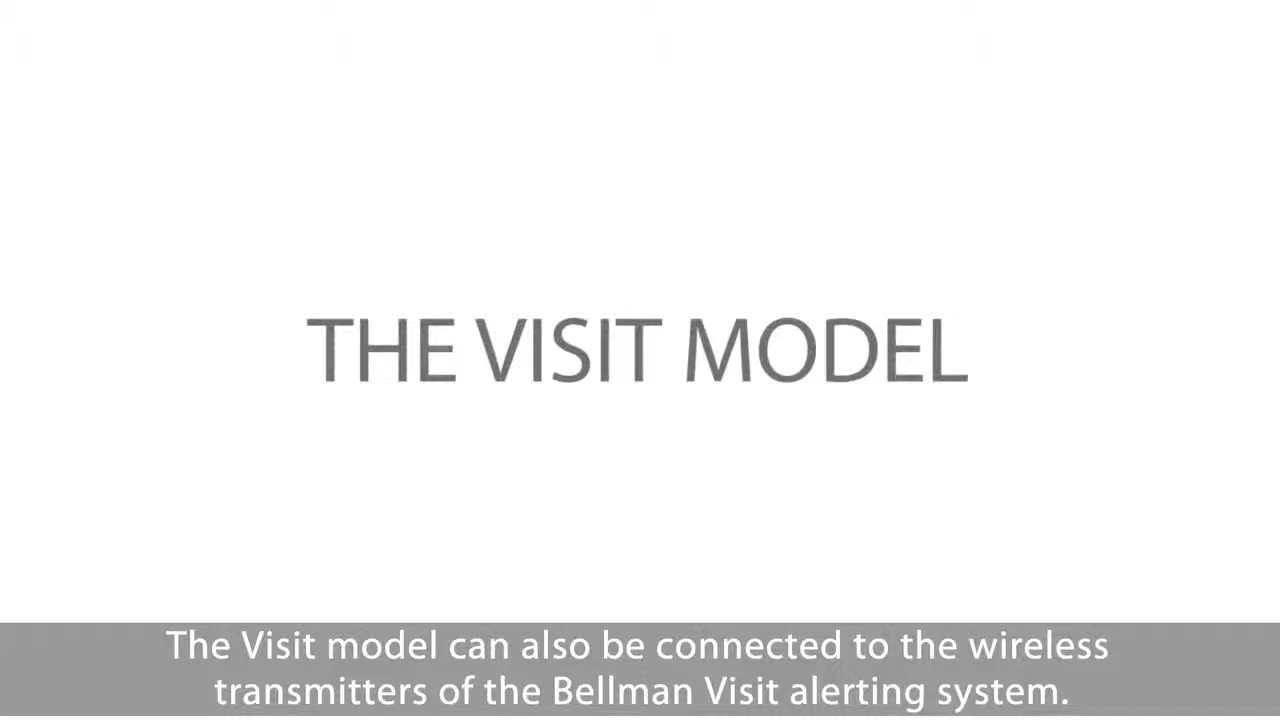 THE VISIT MODEL
The Visit model can also be connected to the wireless
transmitters of the Bellman Visit alerting system.